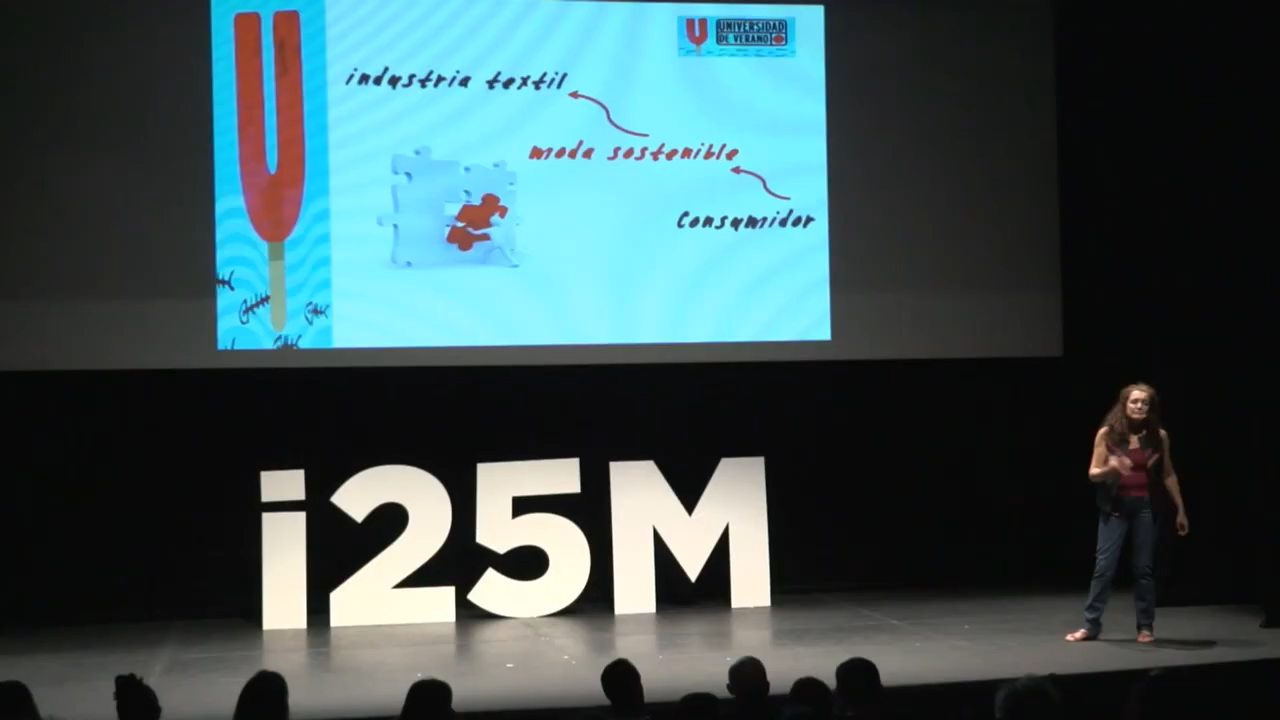 industria textil
moda sostenible
Consumidor
U
UNIVERSIDAD
DE VERANO
i25M